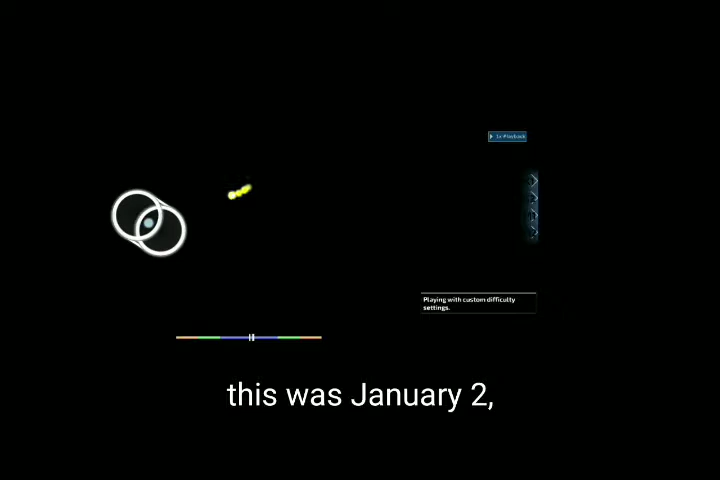 1x Playback
Playing with custom difficulty
settings.
this was January 2,